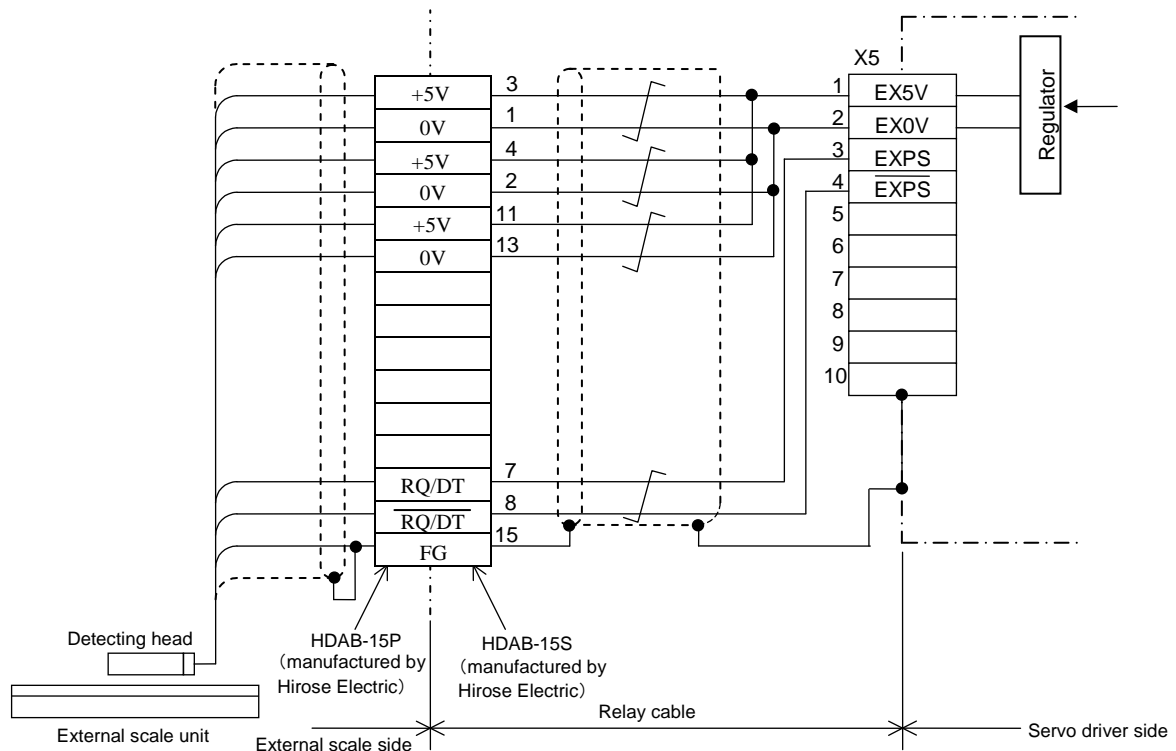 X5
Regulator
+5V 3
0V 1
+5V 4
0V 2
+5V 11
0V 13
RQ/DT 7
R̅Q̅/̅D̅T̅ 8
FG 15
1 EX5V
2 EX0V
3 EXPS
4 E̅X̅P̅S̅
5
6
7
8
9
10
HDAB-15P
（manufactured by
Hirose Electric）
HDAB-15S
（manufactured by
Hirose Electric）
Detecting head
External scale unit
External scale side
Relay cable
Servo driver side